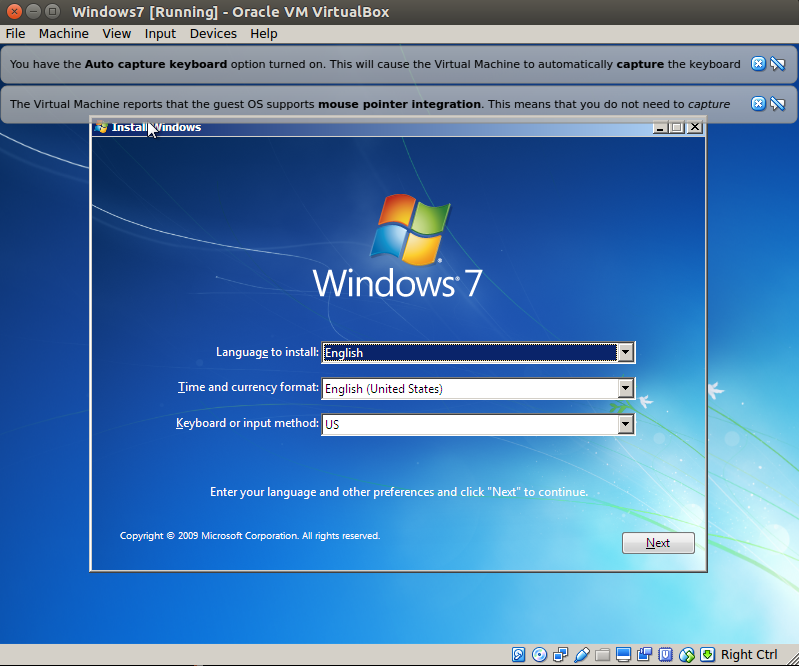 Windows7 [Running] - Oracle VM VirtualBox
File Machine View Input Devices Help
You have the Auto capture keyboard option turned on. This will cause the Virtual Machine to automatically capture the keyboard
The Virtual Machine reports that the guest OS supports mouse pointer integration. This means that you do not need to capture
Install Windows
Windows® 7
Language to install: English
Time and currency format: English (United States)
Keyboard or input method: US
Enter your language and other preferences and click "Next" to continue.
Copyright © 2009 Microsoft Corporation. All rights reserved.
Next
Right Ctrl